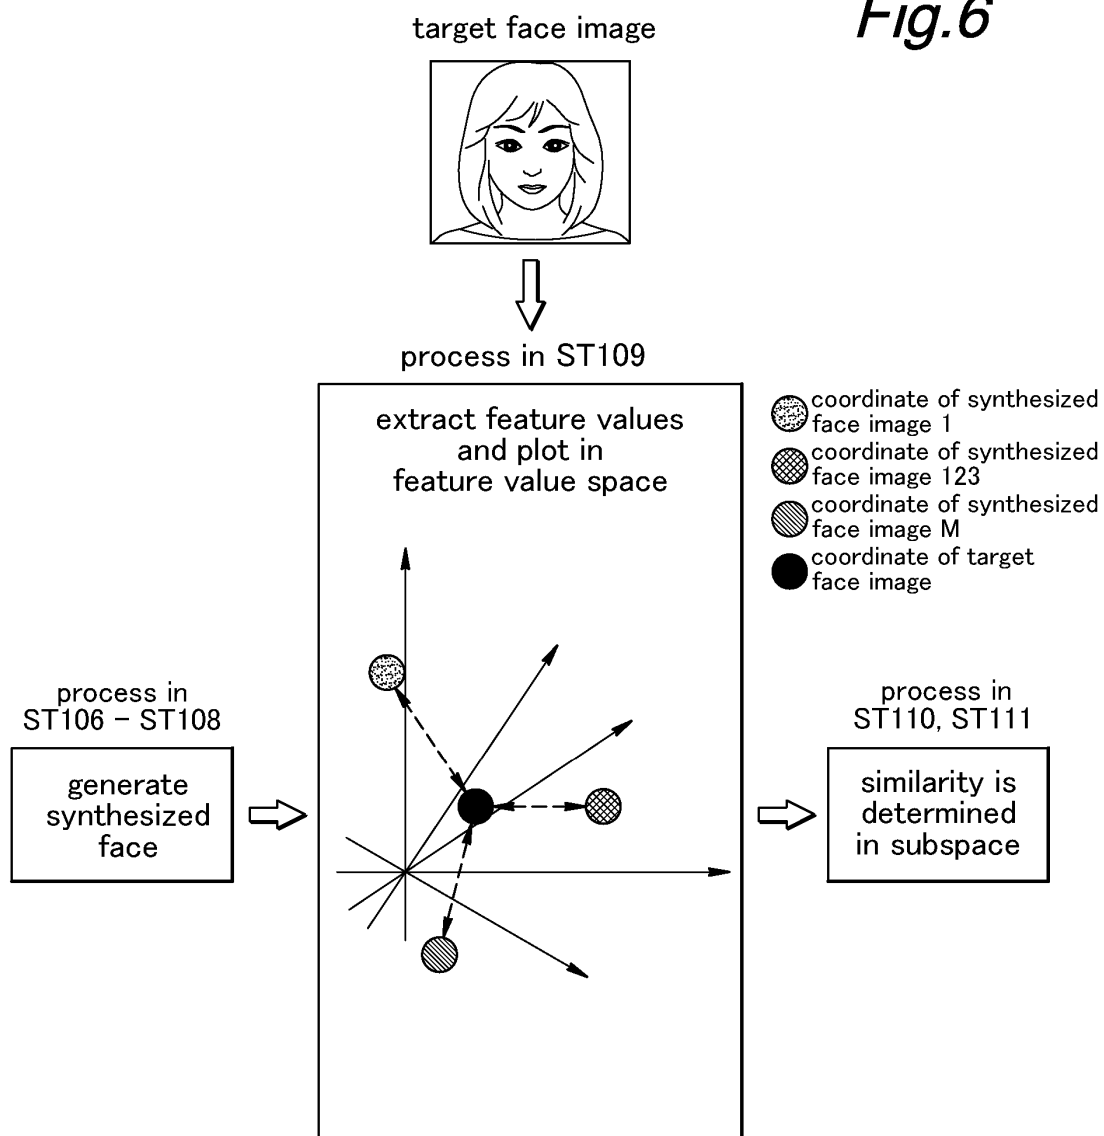 Fig.6
target face image
process in ST109
extract feature values
and plot in
feature value space
coordinate of synthesized
face image 1
coordinate of synthesized
face image 123
coordinate of synthesized
face image M
coordinate of target
face image
process in
ST106 - ST108
generate
synthesized
face
process in
ST110, ST111
similarity is
determined
in subspace